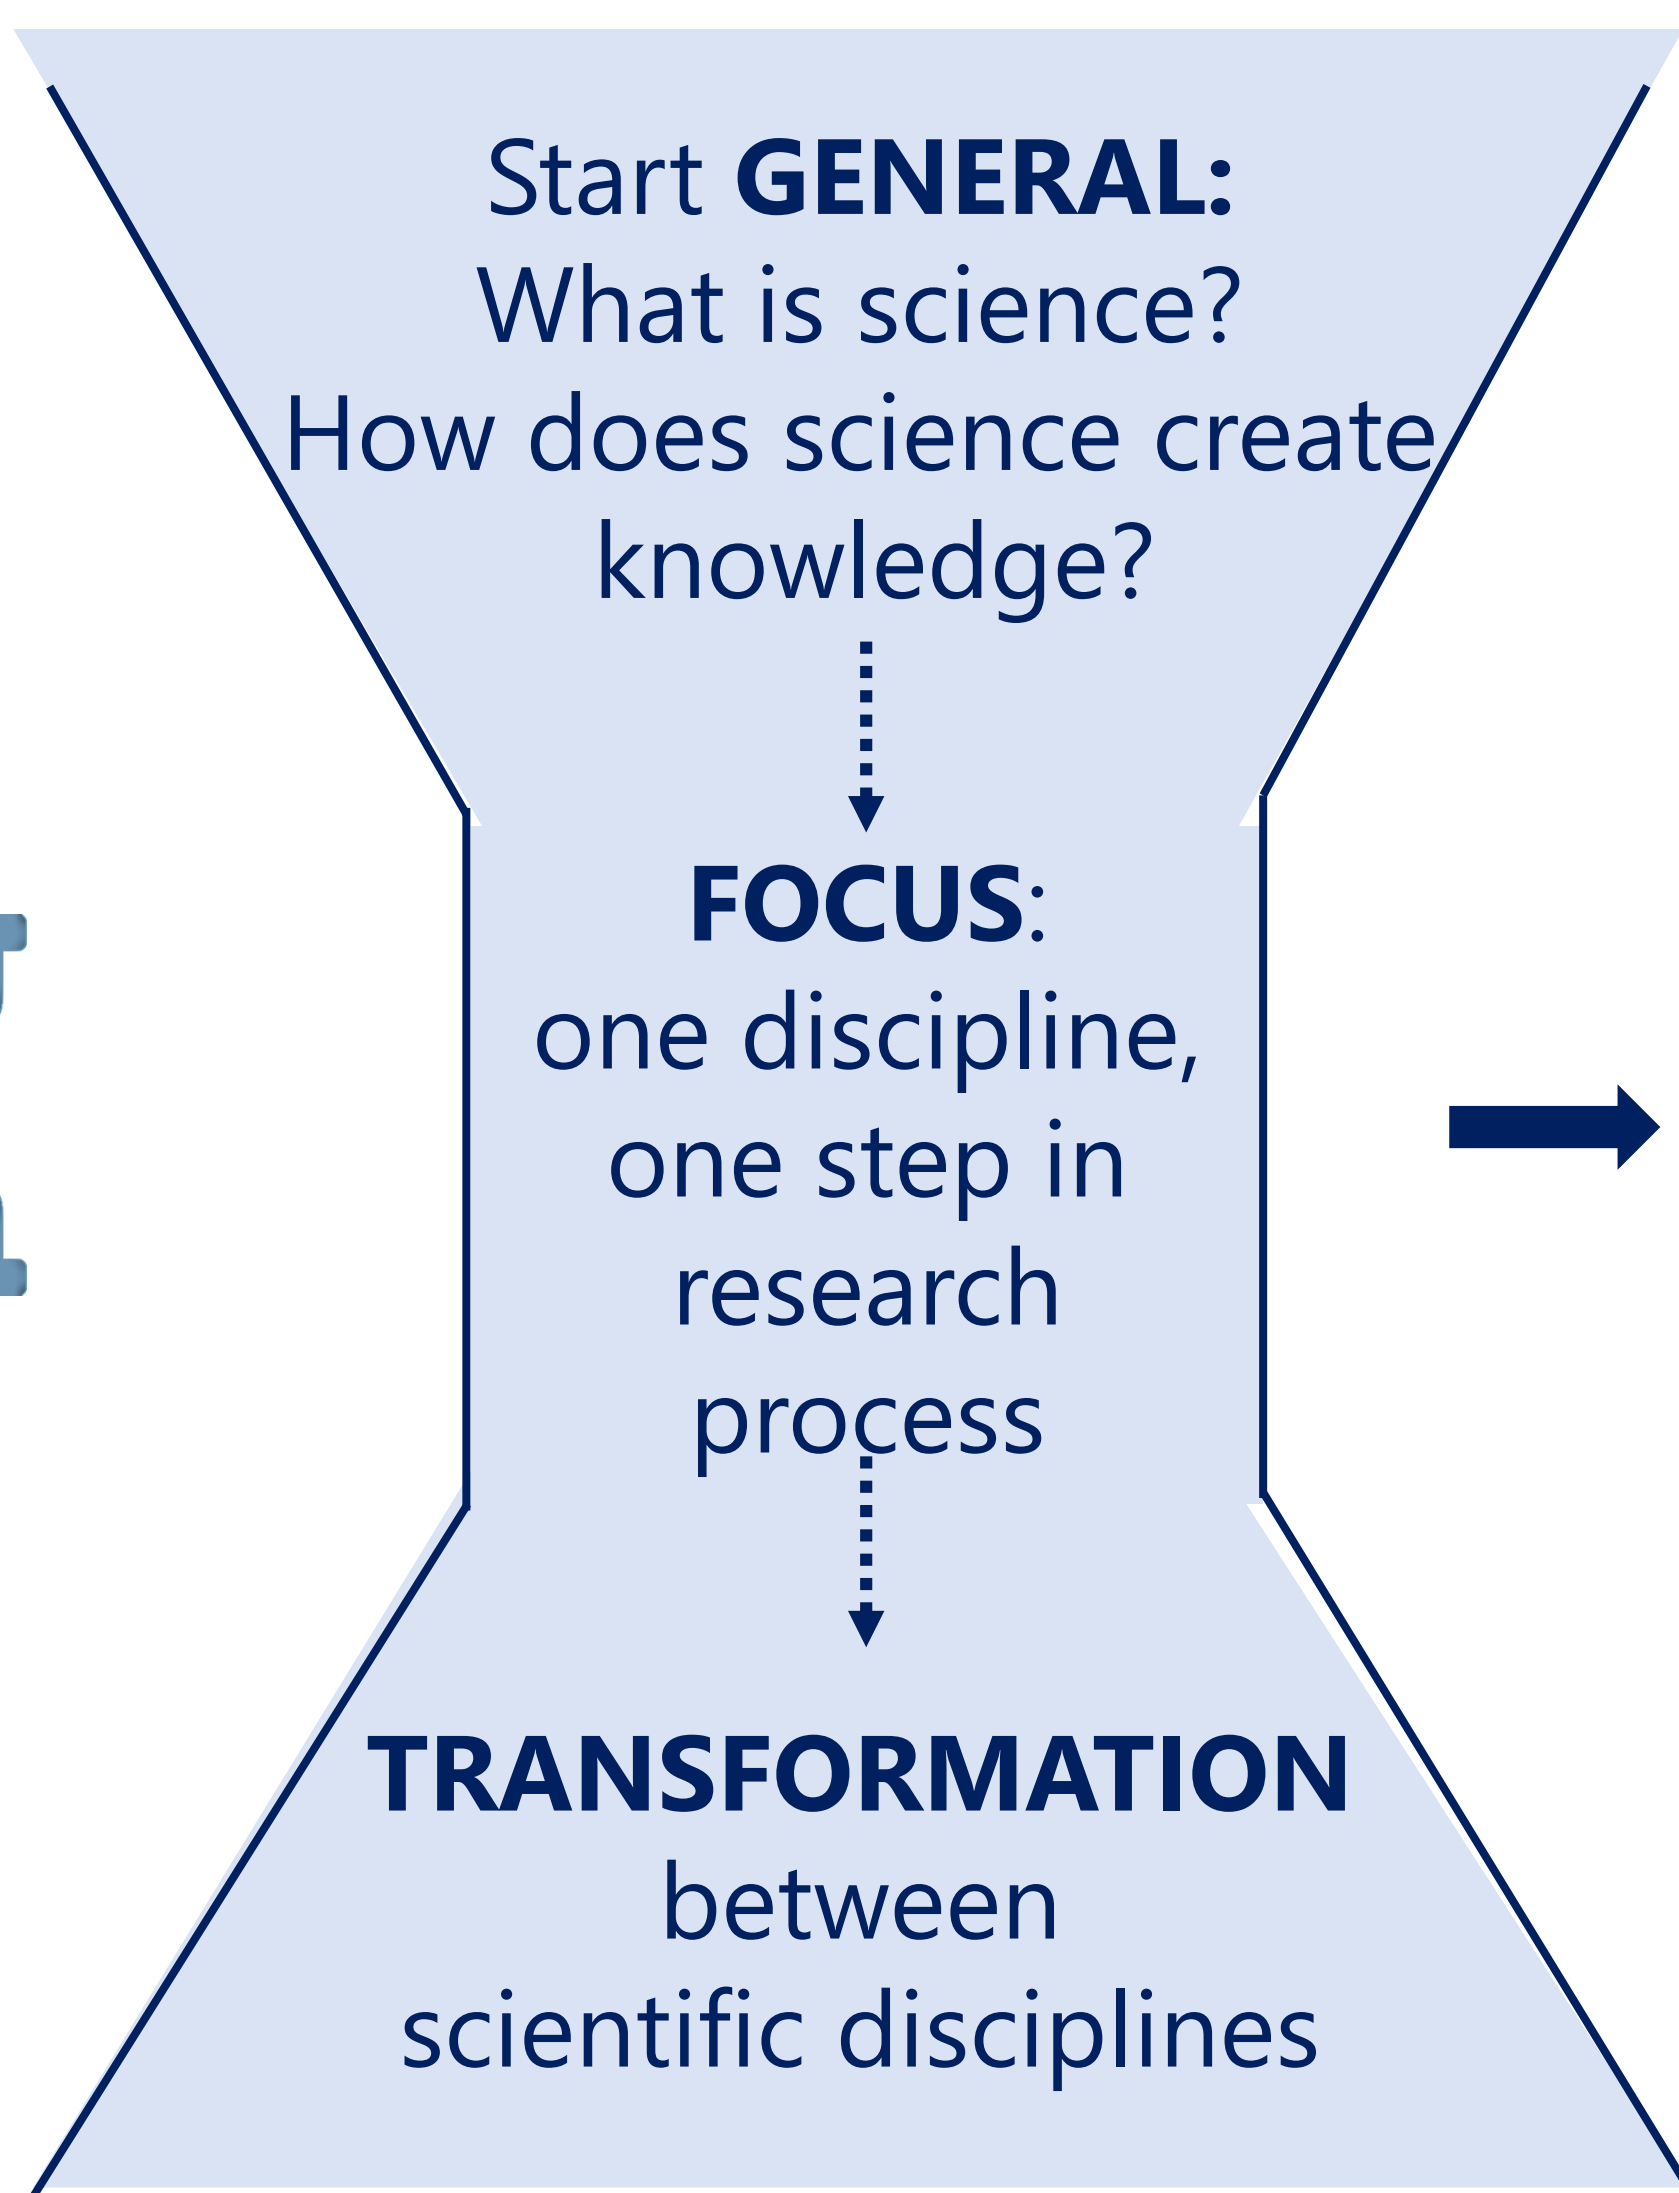 Start GENERAL:
What is science?
How does science create
knowledge?
FOCUS:
one discipline,
one step in
research
process
TRANSFORMATION
between
scientific disciplines